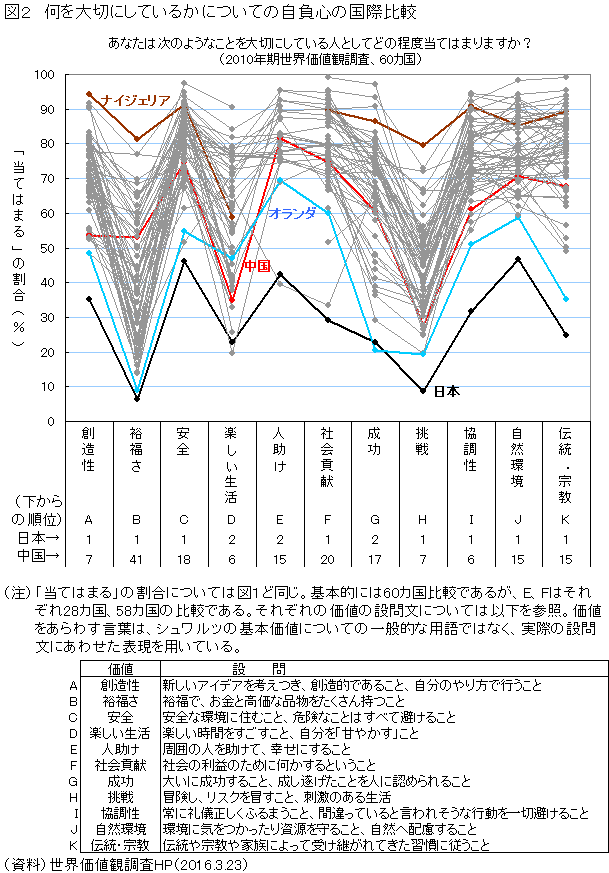 図2　何を大切にしているかについての自負心の国際比較
あなたは次のようなことを大切にしている人としてどの程度当てはまりますか？
（2010年期世界価値観調査、60カ国）
「当てはまる」の割合（％）
100
90
80
70
60
50
40
30
20
10
0
ナイジェリア
オランダ
中国
日本
創造性 裕福さ 安全 楽しい生活 人助け 社会貢献 成功 挑戦 協調性 自然環境 伝統・宗教
（下からの順位） A B C D E F G H I J K
日本→ 1 1 1 2 2 1 2 1 1 1 1
中国→ 7 41 18 6 15 20 17 7 6 15 15
（注）「当てはまる」の割合については図1と同じ。基本的には60カ国比較であるが、E、Fはそれ
ぞれ28カ国、58カ国の比較である。それぞれの価値の設問文については以下を参照。価値
をあらわす言葉は、シュワルツの基本価値についての一般的な用語ではなく、実際の設問
文にあわせた表現を用いている。
価値 設　問
A 創造性 新しいアイデアを考えつき、創造的であること、自分のやり方で行うこと
B 裕福さ 裕福で、お金と高価な品物をたくさん持つこと
C 安全 安全な環境に住むこと、危険なことはすべて避けること
D 楽しい生活 楽しい時間をすごすこと、自分を「甘やかす」こと
E 人助け 周囲の人を助けて、幸せにすること
F 社会貢献 社会の利益のために何かするということ
G 成功 大いに成功すること、成し遂げたことを人に認められること
H 挑戦 冒険し、リスクを冒すこと、刺激のある生活
I 協調性 常に礼儀正しくふるまうこと、間違っていると言われそうな行動を一切避けること
J 自然環境 環境に気をつかったり資源を守ること、自然へ配慮すること
K 伝統・宗教 伝統や宗教や家族によって受け継がれてきた習慣に従うこと
（資料）世界価値観調査HP（2016.3.23）